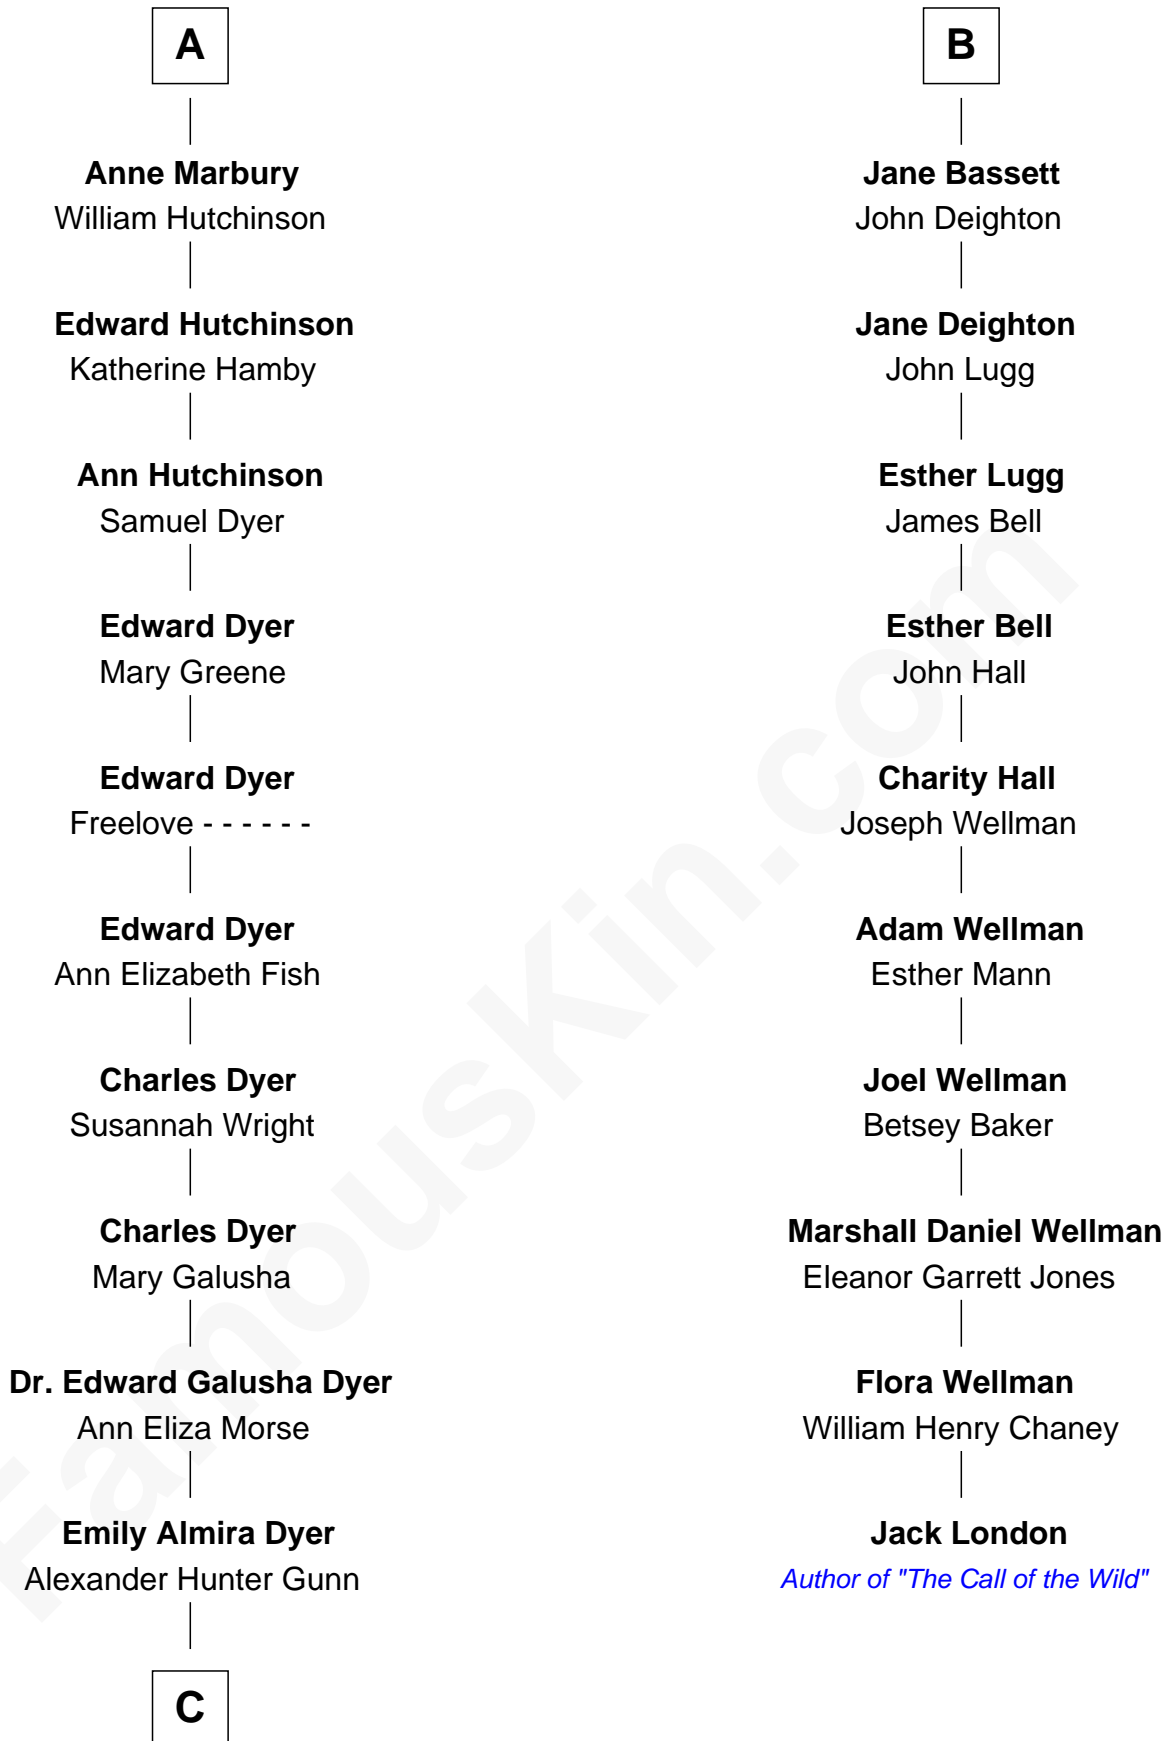 A
Anne Marbury
William Hutchinson
Edward Hutchinson
Katherine Hamby
Ann Hutchinson
Samuel Dyer
Edward Dyer
Mary Greene
Edward Dyer
Freelove - - - - - -
Edward Dyer
Ann Elizabeth Fish
Charles Dyer
Susannah Wright
Charles Dyer
Mary Galusha
Dr. Edward Galusha Dyer
Ann Eliza Morse
Emily Almira Dyer
Alexander Hunter Gunn
C
B
Jane Bassett
John Deighton
Jane Deighton
John Lugg
Esther Lugg
James Bell
Esther Bell
John Hall
Charity Hall
Joseph Wellman
Adam Wellman
Esther Mann
Joel Wellman
Betsey Baker
Marshall Daniel Wellman
Eleanor Garrett Jones
Flora Wellman
William Henry Chaney
Jack London
Author of "The Call of the Wild"
FamousKin.com